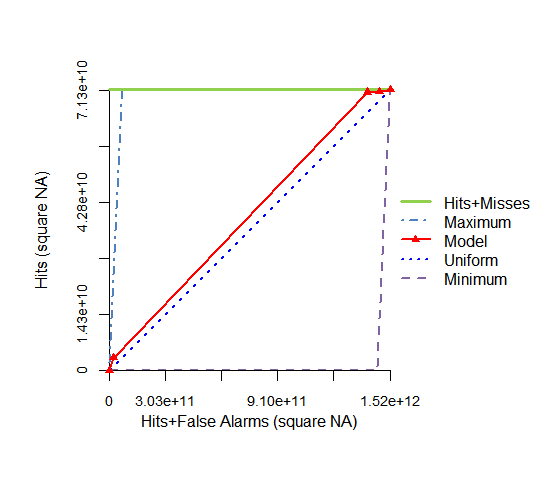 7.13e+10
4.28e+10
1.43e+10
0
Hits (square NA)
0 3.03e+11 9.10e+11 1.52e+12
Hits+False Alarms (square NA)
Hits+Misses
Maximum
Model
Uniform
Minimum